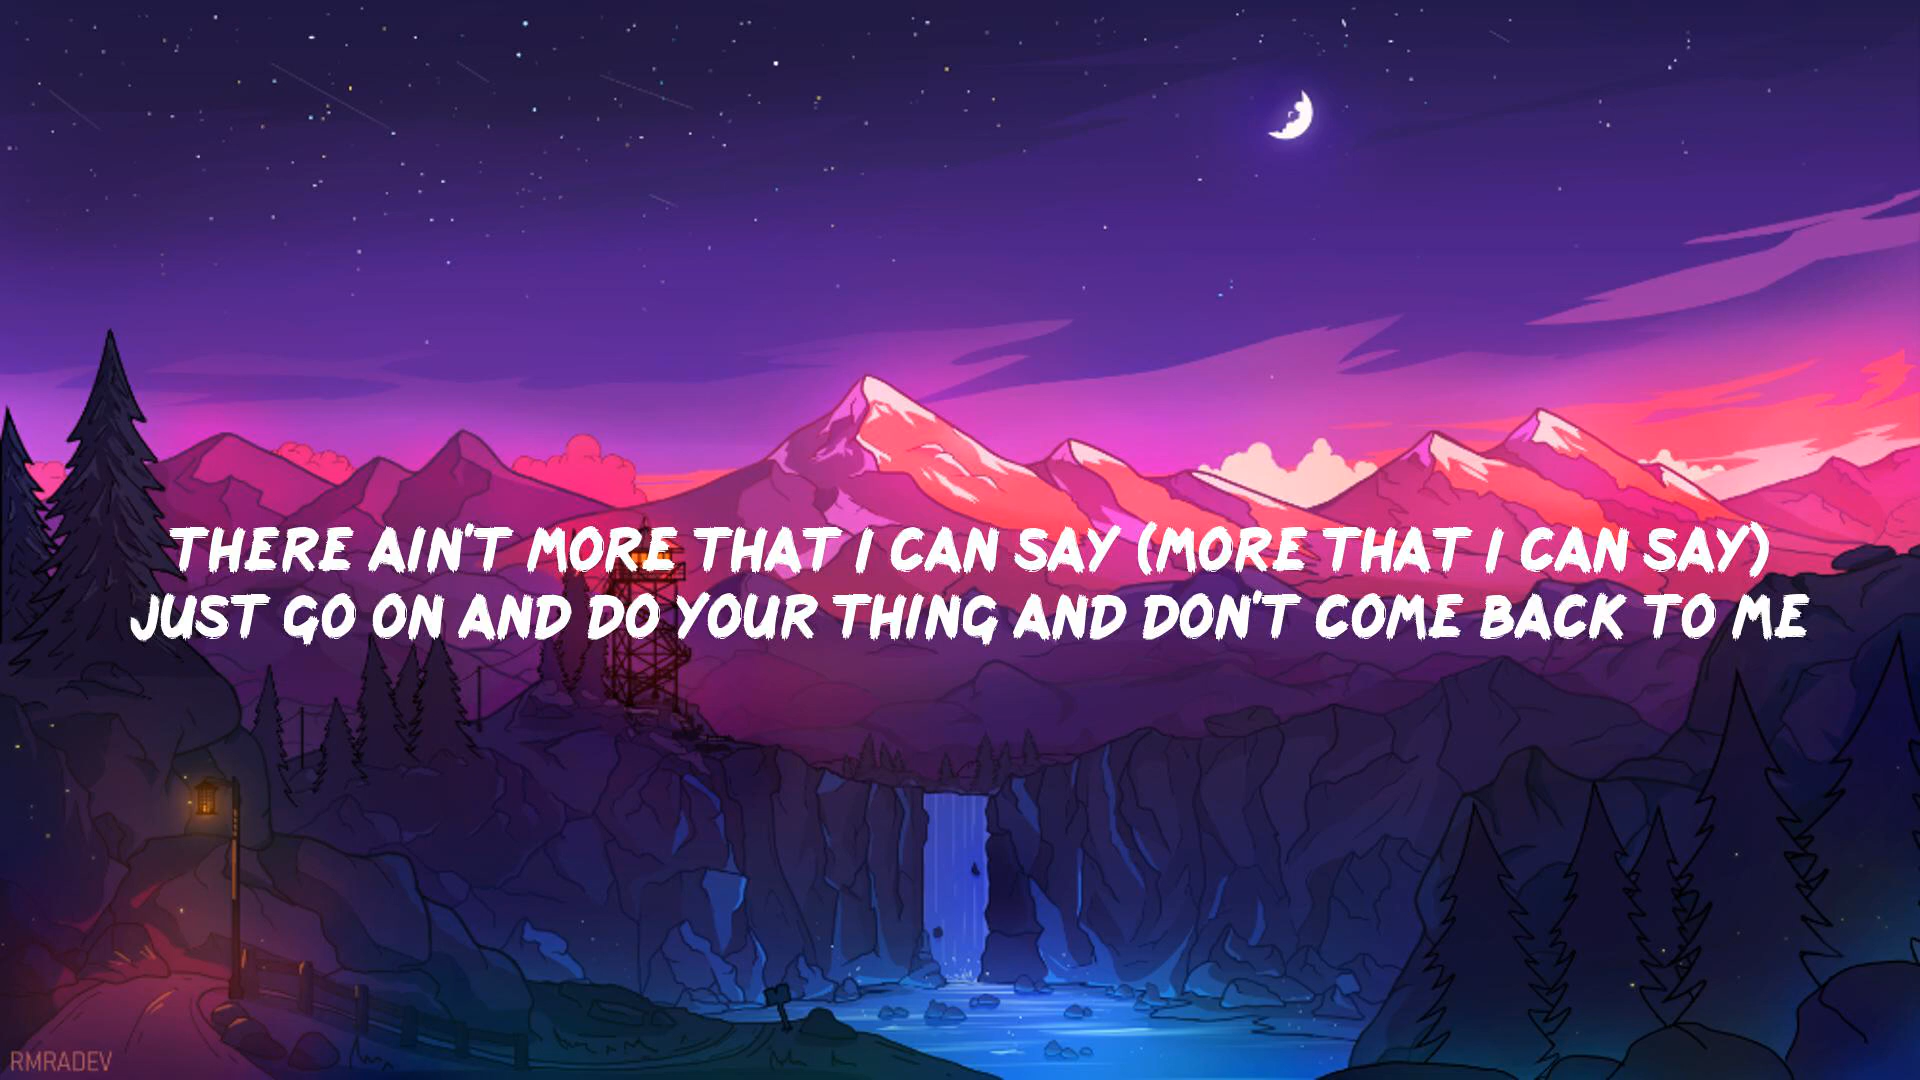 THERE AIN'T MORE THAT I CAN SAY (MORE THAT I CAN SAY)
JUST GO ON AND DO YOUR THING AND DON'T COME BACK TO ME
RMRADEV